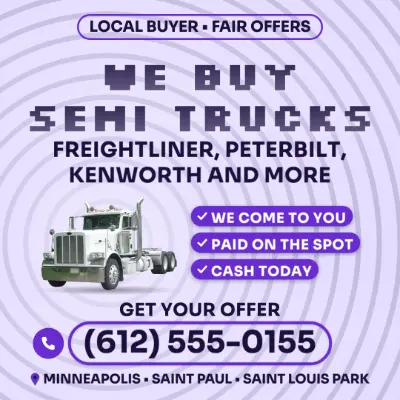 LOCAL BUYER • FAIR OFFERS
WE BUY
SEMI TRUCKS
FREIGHTLINER, PETERBILT,
KENWORTH AND MORE
WE COME TO YOU
PAID ON THE SPOT
CASH TODAY
GET YOUR OFFER
(612) 555-0155
MINNEAPOLIS • SAINT PAUL • SAINT LOUIS PARK